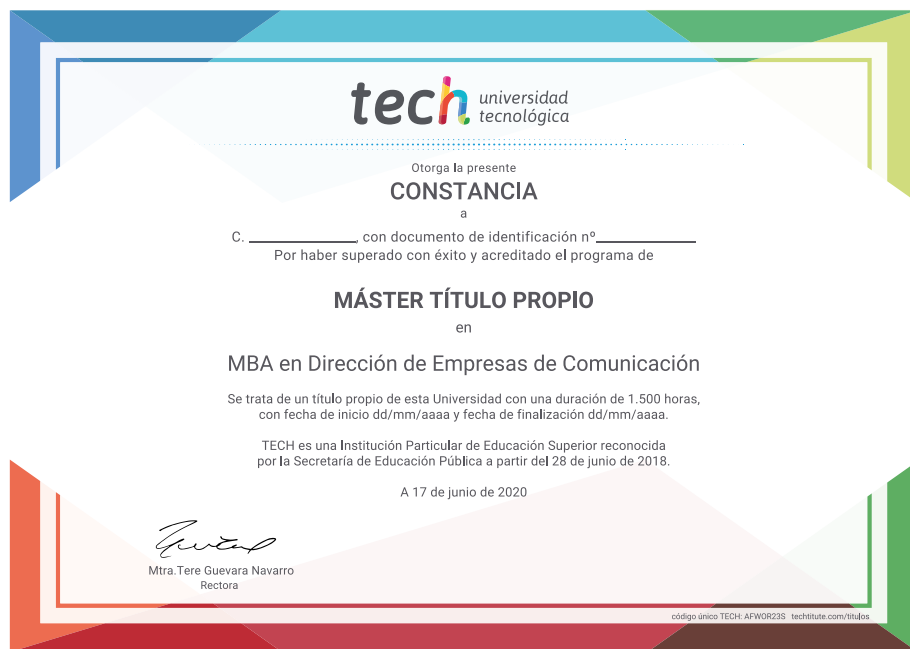 tech universidad
tecnológica
Otorga la presente
CONSTANCIA
a
C. ____________, con documento de identificación nº____________
Por haber superado con éxito y acreditado el programa de
MÁSTER TÍTULO PROPIO
en
MBA en Dirección de Empresas de Comunicación
Se trata de un título propio de esta Universidad con una duración de 1.500 horas,
con fecha de inicio dd/mm/aaaa y fecha de finalización dd/mm/aaaa.
TECH es una Institución Particular de Educación Superior reconocida
por la Secretaría de Educación Pública a partir del 28 de junio de 2018.
A 17 de junio de 2020
Mtra.Tere Guevara Navarro
Rectora
código único TECH: AFWOR23S techtitute.com/titulos